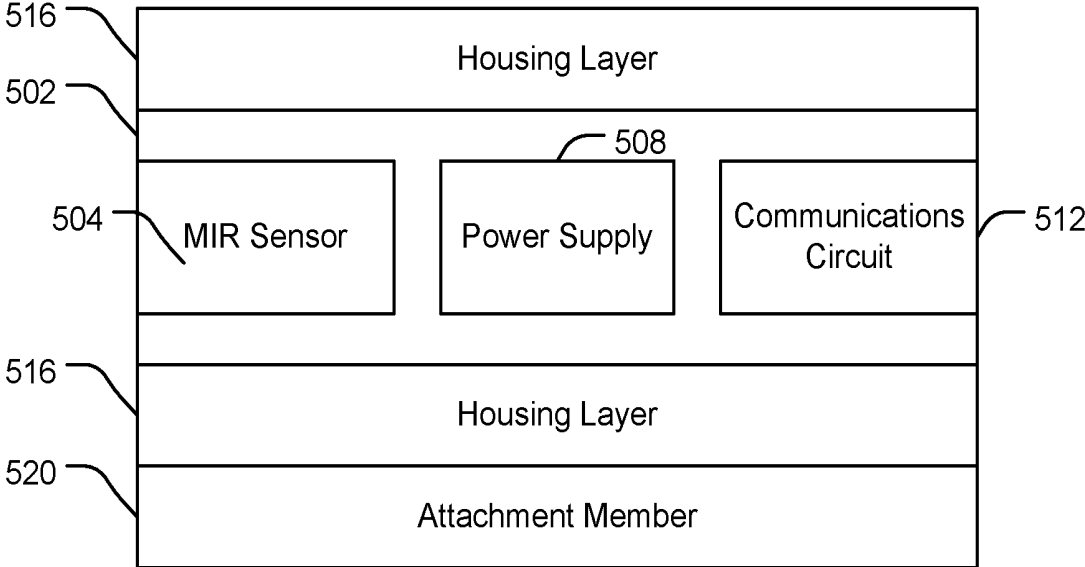 516
Housing Layer
502
508
504
MIR Sensor
Power Supply
Communications
Circuit
512
516
Housing Layer
520
Attachment Member